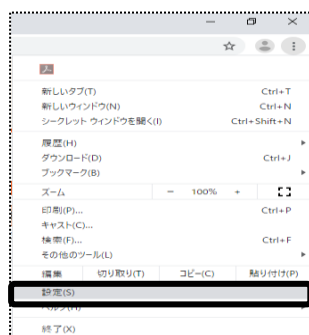 新しいタブ(T) Ctrl+T
新しいウィンドウ(N) Ctrl+N
シークレット ウィンドウを開く(I) Ctrl+Shift+N
履歴(H)
ダウンロード(D) Ctrl+J
ブックマーク(B)
ズーム － 100% +
印刷(P)... Ctrl+P
キャスト(C)...
検索(F)... Ctrl+F
その他のツール(L)
編集 切り取り(T) コピー(C) 貼り付け(P)
設定(S)
ヘルプ(H)
終了(X)